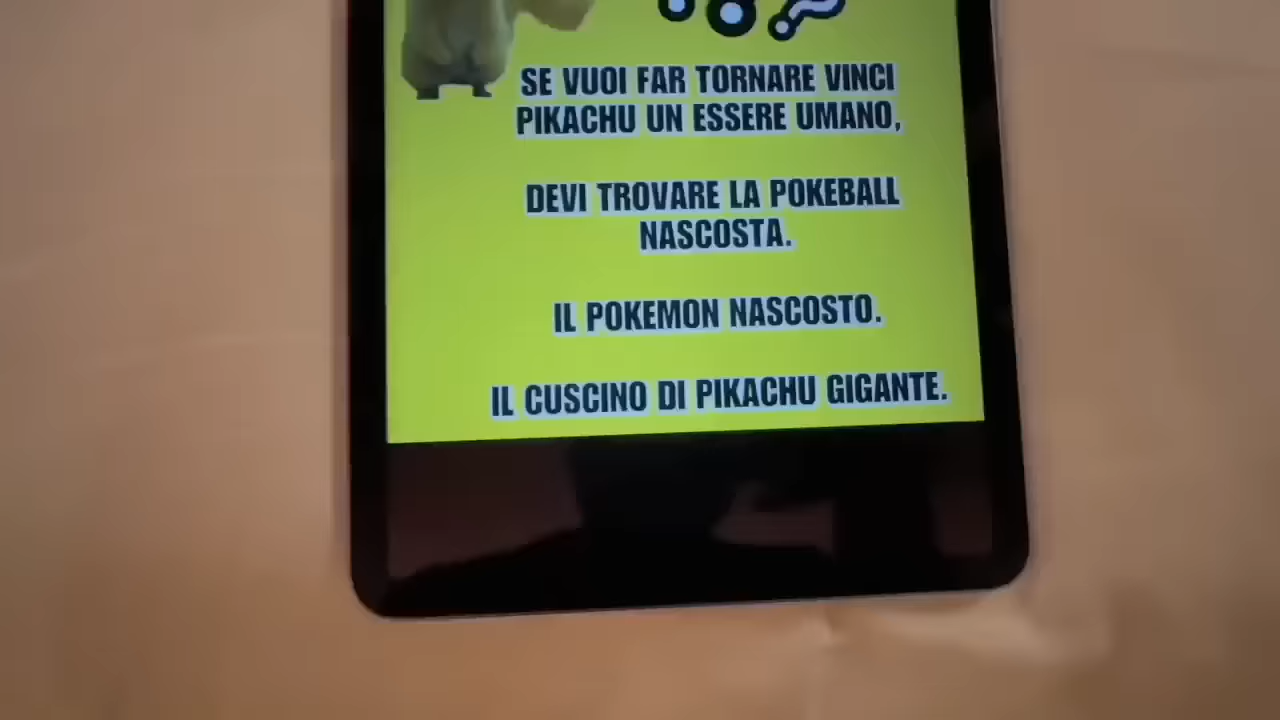 SE VUOI FAR TORNARE VINCI
PIKACHU UN ESSERE UMANO,
DEVI TROVARE LA POKEBALL
NASCOSTA.
IL POKEMON NASCOSTO.
IL CUSCINO DI PIKACHU GIGANTE.